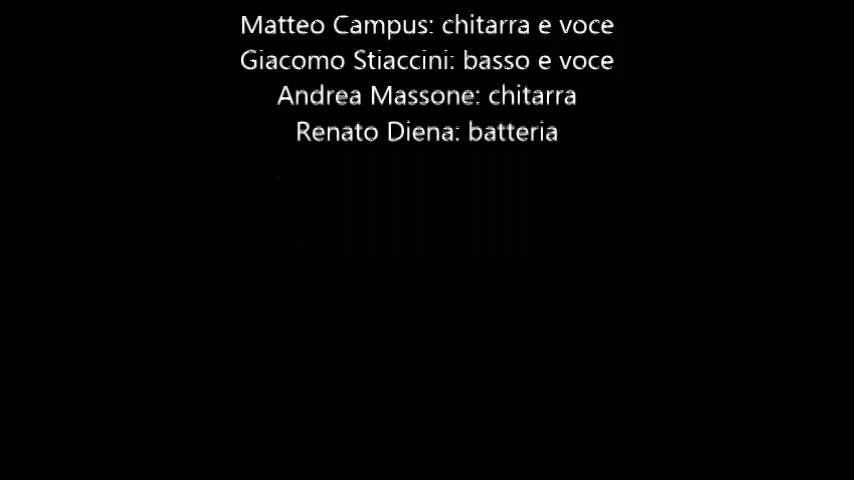 Matteo Campus: chitarra e voce
Giacomo Stiaccini: basso e voce
Andrea Massone: chitarra
Renato Diena: batteria